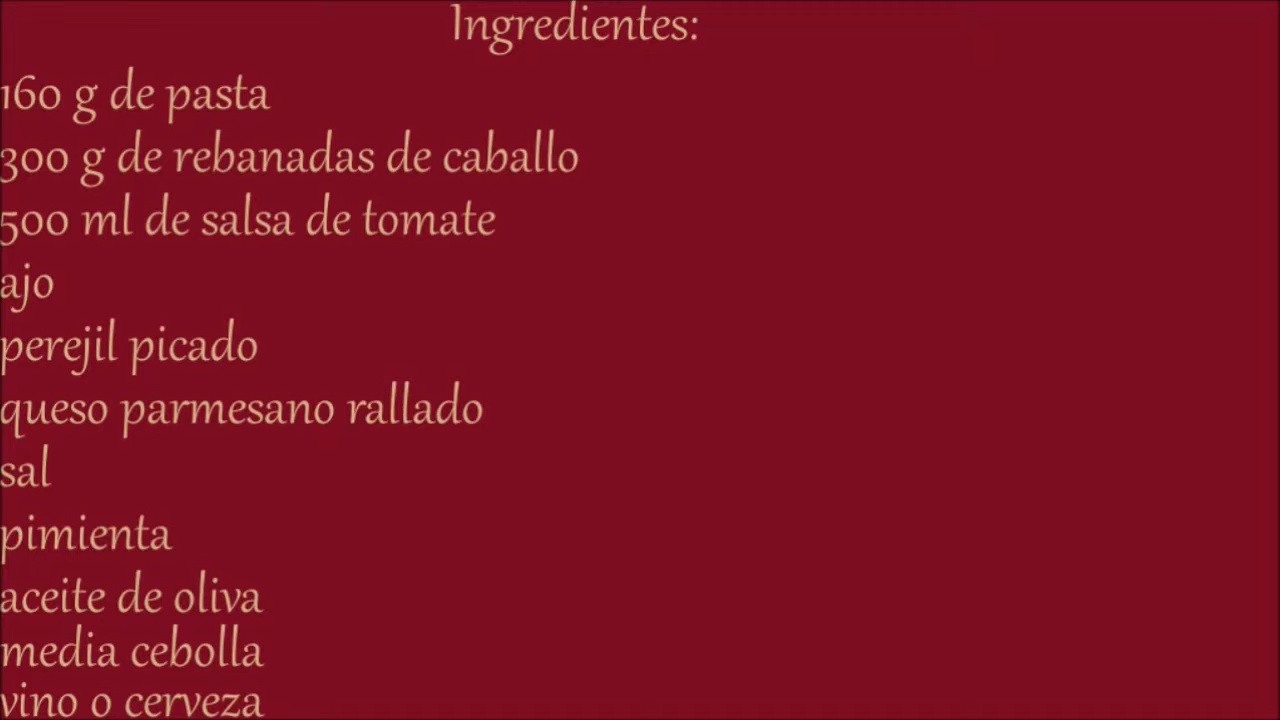 Ingredientes:
160 g de pasta
300 g de rebanadas de caballo
500 ml de salsa de tomate
ajo
perejil picado
queso parmesano rallado
sal
pimienta
aceite de oliva
media cebolla
vino o cerveza